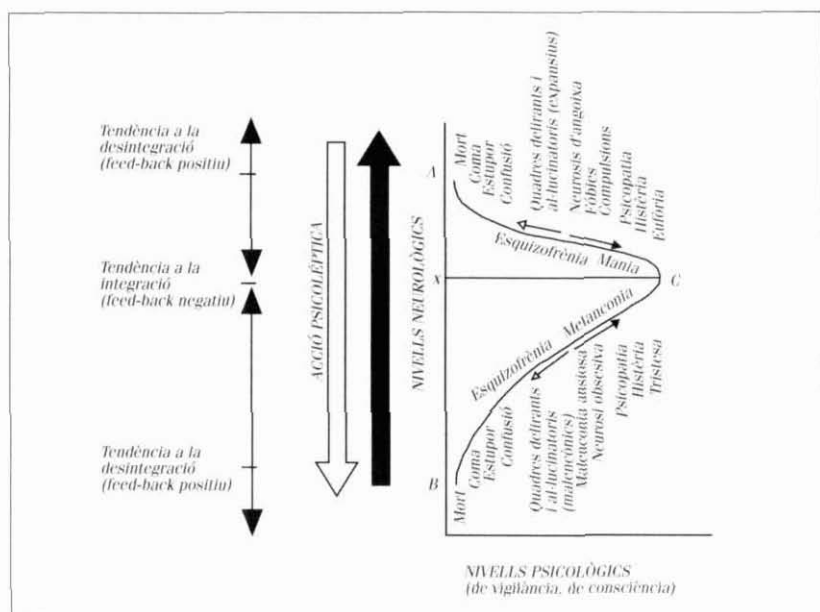 Tendència a la
desintegració
(feed-back positiu)
Tendència a la
integració
(feed-back negatiu)
Tendència a la
desintegració
(feed-back positiu)
ACCIÓ PSICOLÈPTICA
NIVELLS NEUROLÒGICS
A
Mort
Coma
Estupor
Confusió
Quadres delirants i
al·lucinatoris (expansius)
Neurosis d'angoixa
Fòbies
Compulsions
Psicopatia
Histèria
Eufòria
Esquizofrènia
Mania
x
C
Esquizofrènia
Melanconia
B
Mort
Coma
Estupor
Confusió
Quadres delirants
i al·lucinatoris
(malencònics)
ansiosa
Neurosi obsesiva
Psicopatia
Histèria
Tristesa
NIVELLS PSICOLÒGICS
(de vigilància, de consciència)